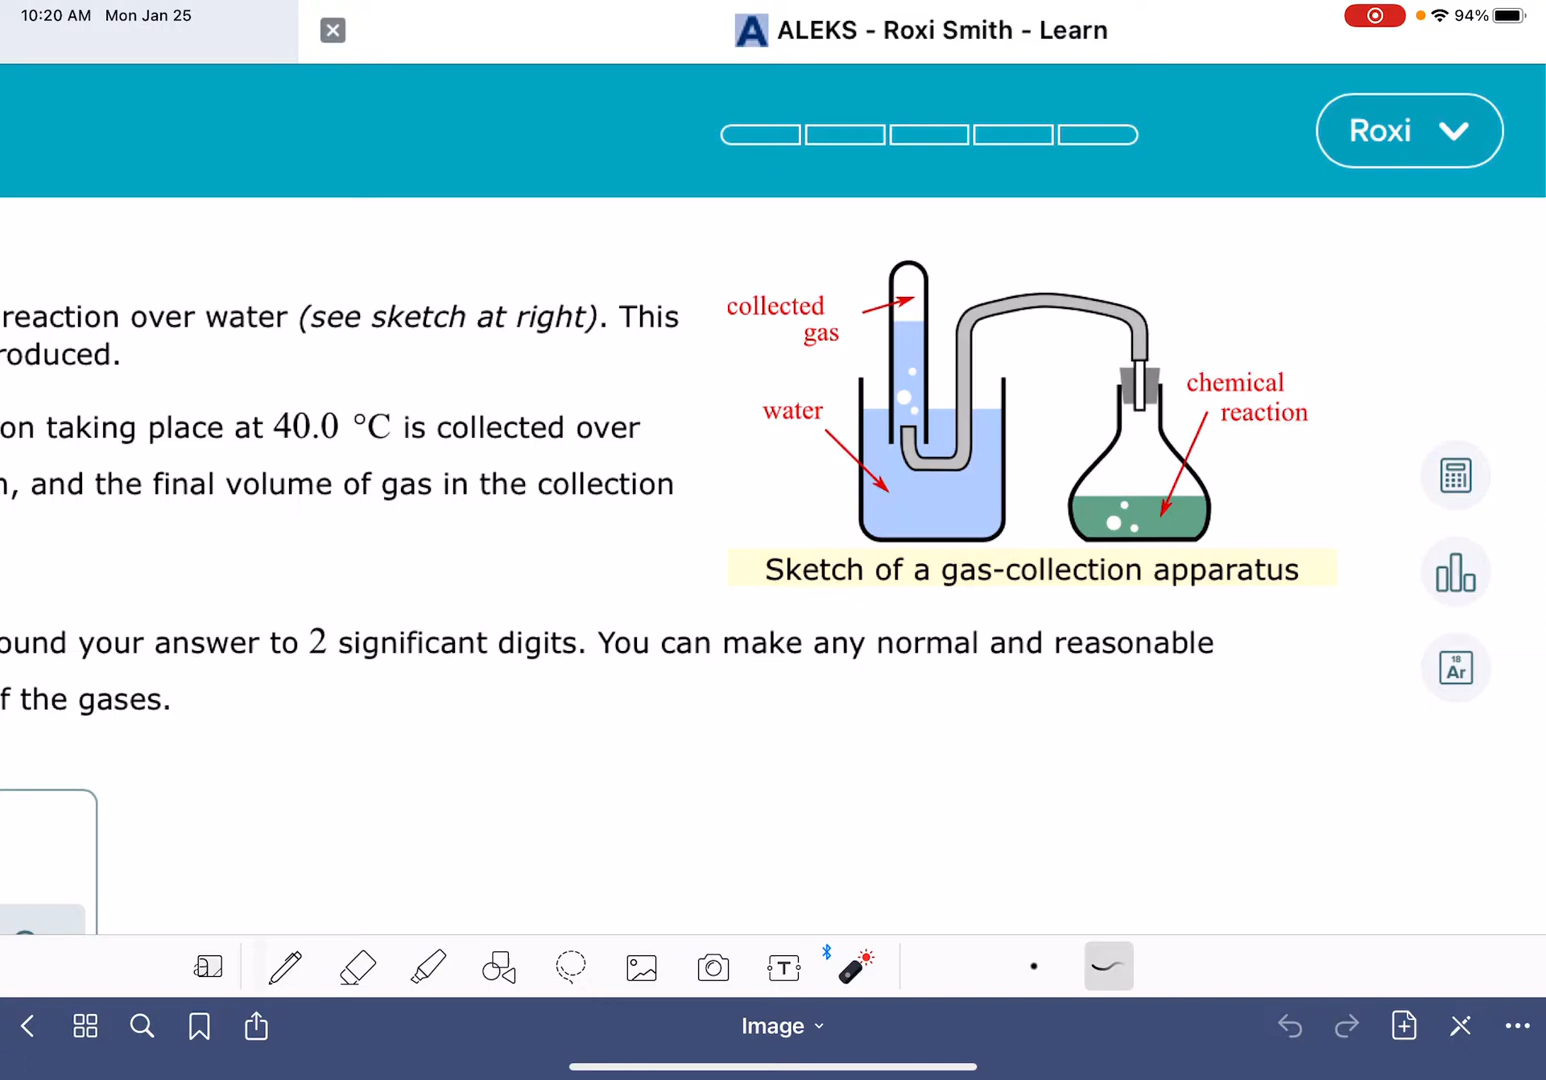 10:20 AM Mon Jan 25
94%
ALEKS - Roxi Smith - Learn
Roxi
reaction over water (see sketch at right). This
roduced.
on taking place at 40.0 °C is collected over
, and the final volume of gas in the collection
collected
gas
water
chemical
reaction
Sketch of a gas-collection apparatus
ound your answer to 2 significant digits. You can make any normal and reasonable
f the gases.
18
Ar
a
T
Image